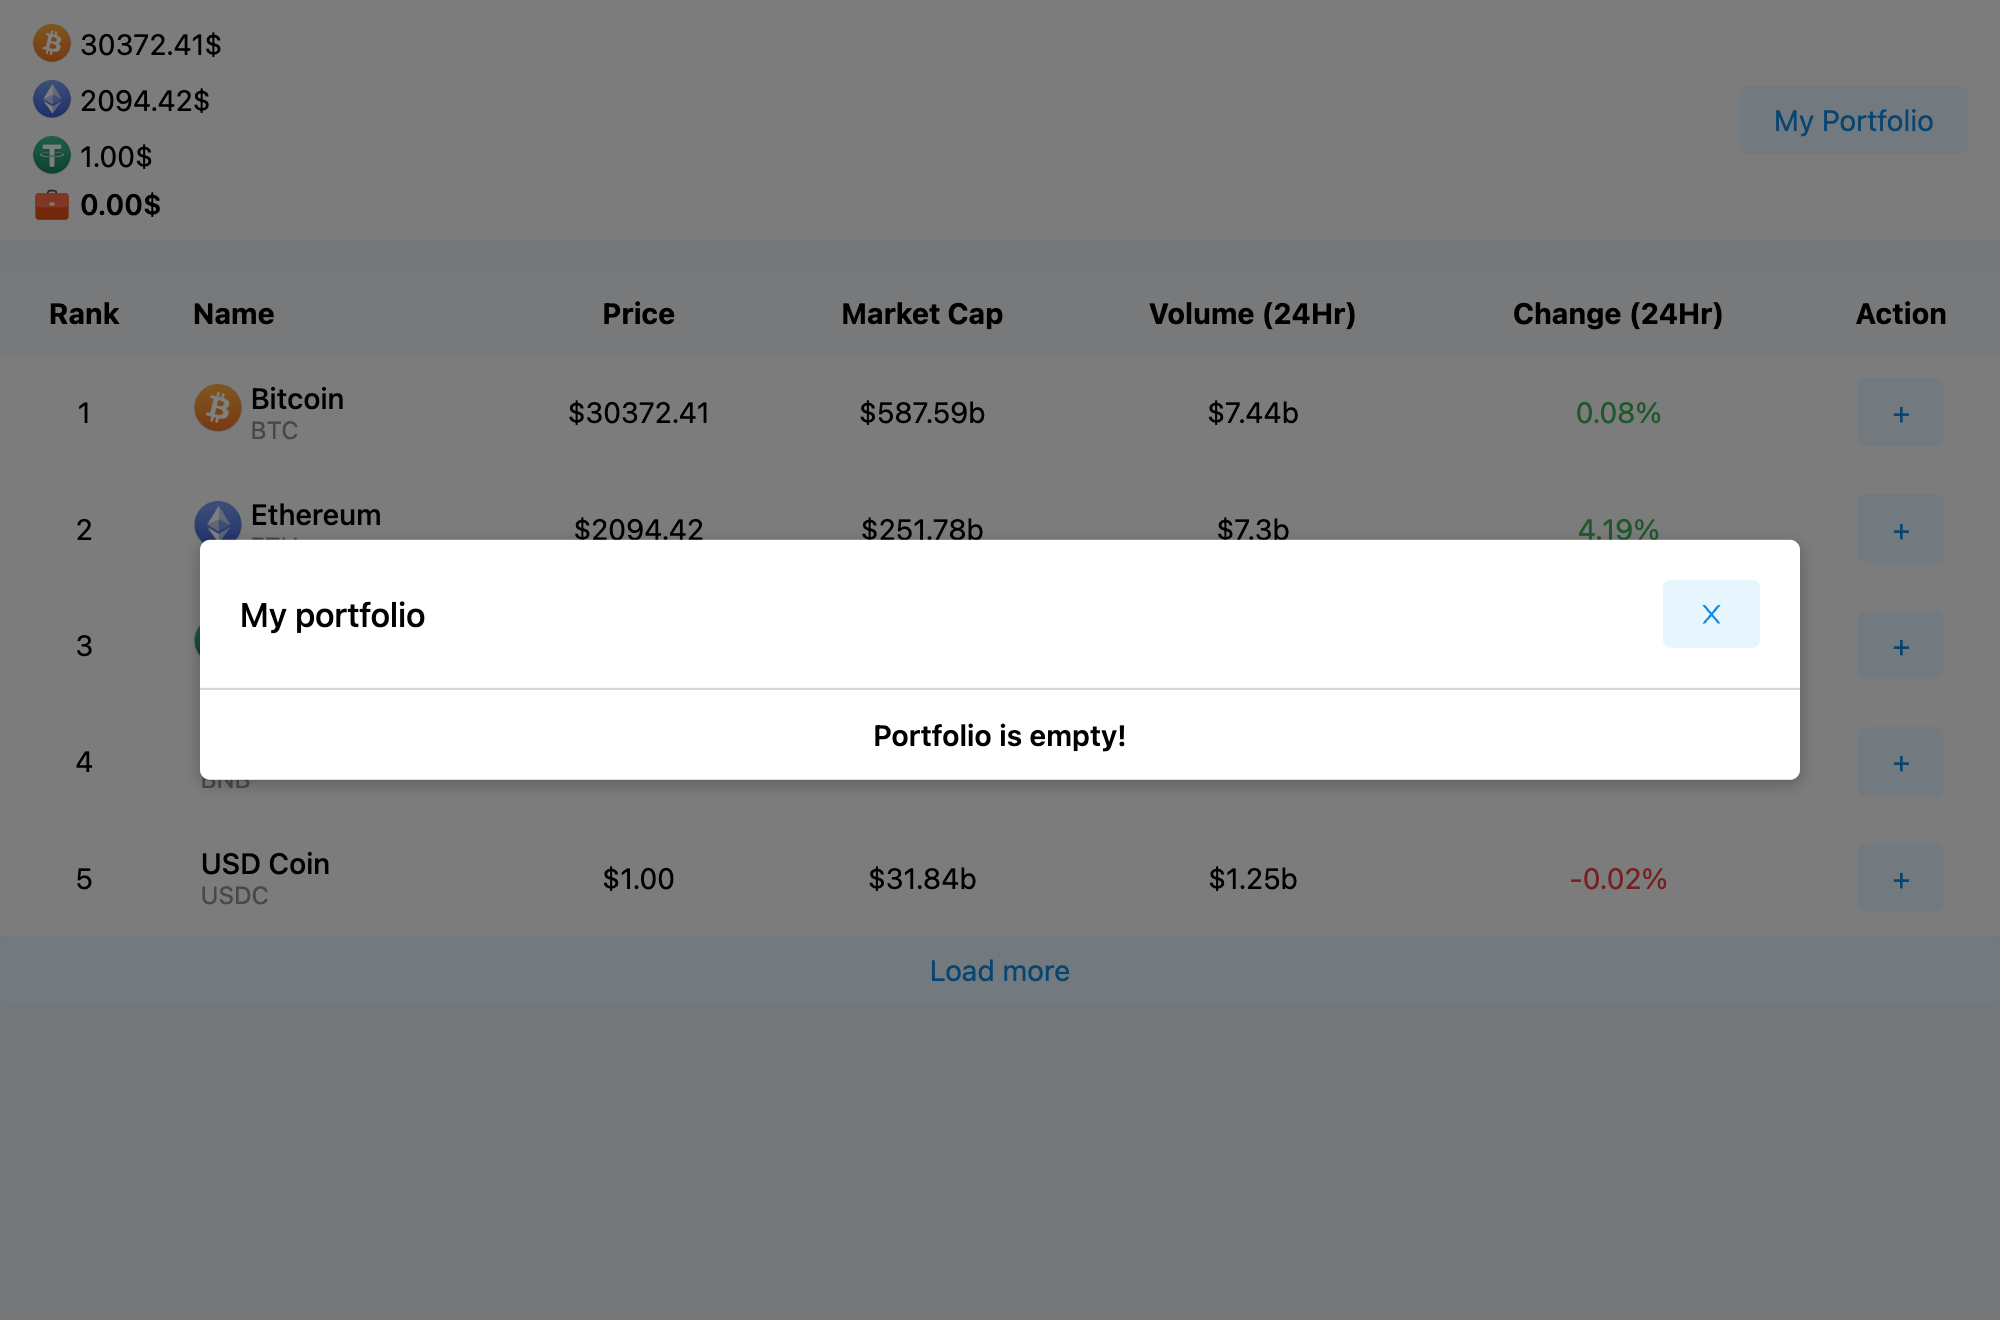 30372.41$
2094.42$
1.00$
0.00$
My Portfolio
Rank Name Price Market Cap Volume (24Hr) Change (24Hr) Action
1 Bitcoin $30372.41 $587.59b $7.44b 0.08% +
BTC
2 Ethereum $2094.42 $251.78b $7.3b 4.19% +
My portfolio X
3 +
Portfolio is empty!
4 +
BNB
5 USD Coin $1.00 $31.84b $1.25b -0.02% +
USDC
Load more